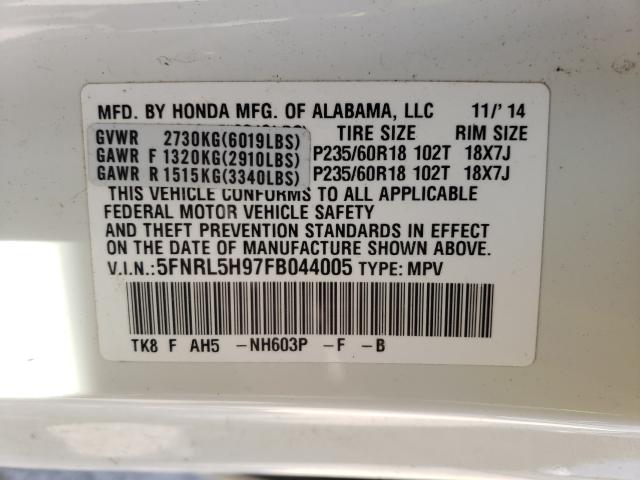 MFD. BY HONDA MFG. OF ALABAMA, LLC 11/'14
TIRE SIZE RIM SIZE
GVWR 2730KG(6019LBS)
GAWR F 1320KG(2910LBS) P235/60R18 102T 18X7J
GAWR R 1515KG(3340LBS) P235/60R18 102T 18X7J
THIS VEHICLE CONFORMS TO ALL APPLICABLE
FEDERAL MOTOR VEHICLE SAFETY
AND THEFT PREVENTION STANDARDS IN EFFECT
ON THE DATE OF MANUFACTURE SHOWN ABOVE.
V.I.N.:5FNRL5H97FB044005 TYPE: MPV
TK8 F AH5 -NH603P -F -B